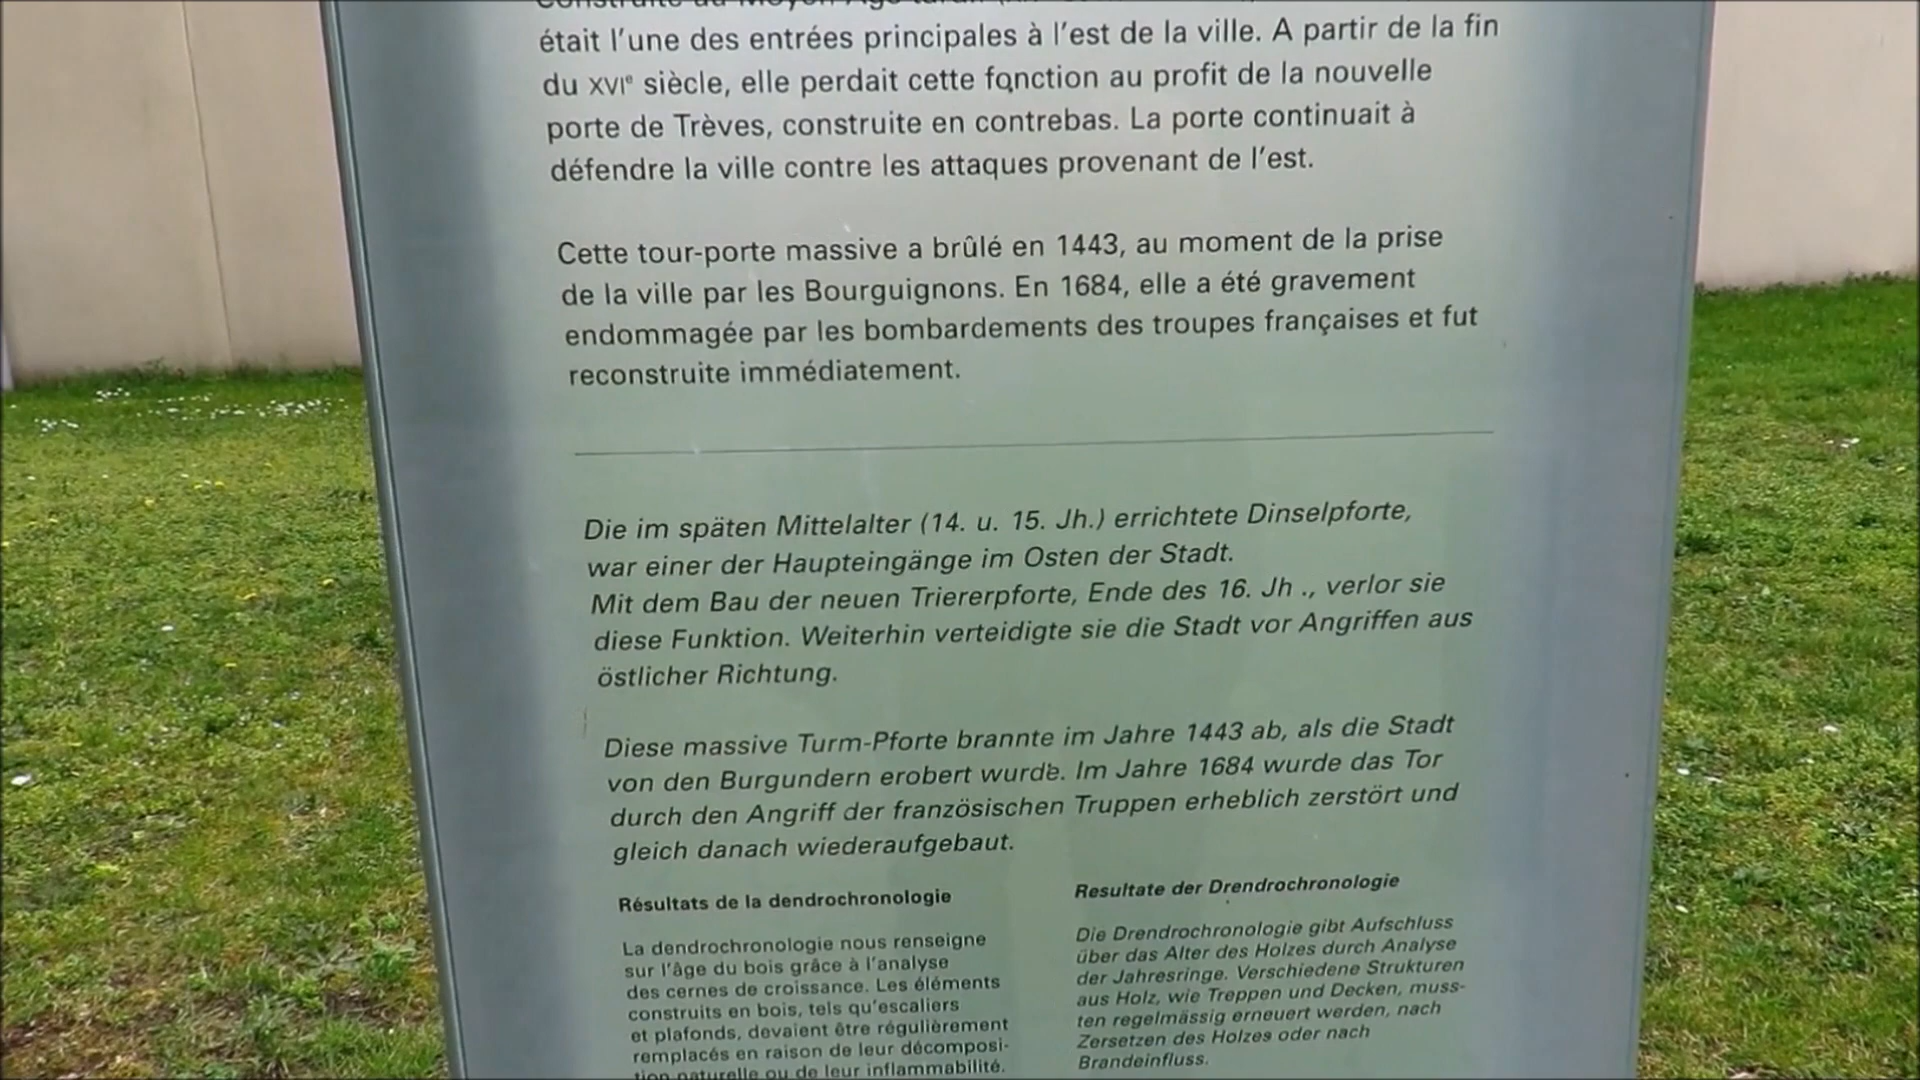 était l'une des entrées principales à l'est de la ville. A partir de la fin
du XVIe siècle, elle perdait cette fonction au profit de la nouvelle
porte de Trèves, construite en contrebas. La porte continuait à
défendre la ville contre les attaques provenant de l'est.
Cette tour-porte massive a brûlé en 1443, au moment de la prise
de la ville par les Bourguignons. En 1684, elle a été gravement
endommagée par les bombardements des troupes françaises et fut
reconstruite immédiatement.
Die im späten Mittelalter (14. u. 15. Jh.) errichtete Dinselpforte,
war einer der Haupteingänge im Osten der Stadt.
Mit dem Bau der neuen Triererpforte, Ende des 16. Jh ., verlor sie
diese Funktion. Weiterhin verteidigte sie die Stadt vor Angriffen aus
östlicher Richtung.
Diese massive Turm-Pforte brannte im Jahre 1443 ab, als die Stadt
von den Burgundern erobert wurde. Im Jahre 1684 wurde das Tor
durch den Angriff der französischen Truppen erheblich zerstört und
gleich danach wiederaufgebaut.
Résultats de la dendrochronologie
La dendrochronologie nous renseigne
sur l'âge du bois grâce à l'analyse
des cernes de croissance. Les éléments
construits en bois, tels qu'escaliers
et plafonds, devaient être régulièrement
remplacés en raison de leur décomposi-
tion naturelle ou de leur inflammabilité.
Resultate der Drendrochronologie
Die Drendrochronologie gibt Aufschluss
über das Alter des Holzes durch Analyse
der Jahresringe. Verschiedene Strukturen
aus Holz, wie Treppen und Decken, muss-
ten regelmässig erneuert werden, nach
Zersetzen des Holzes oder nach
Brandeinfluss.